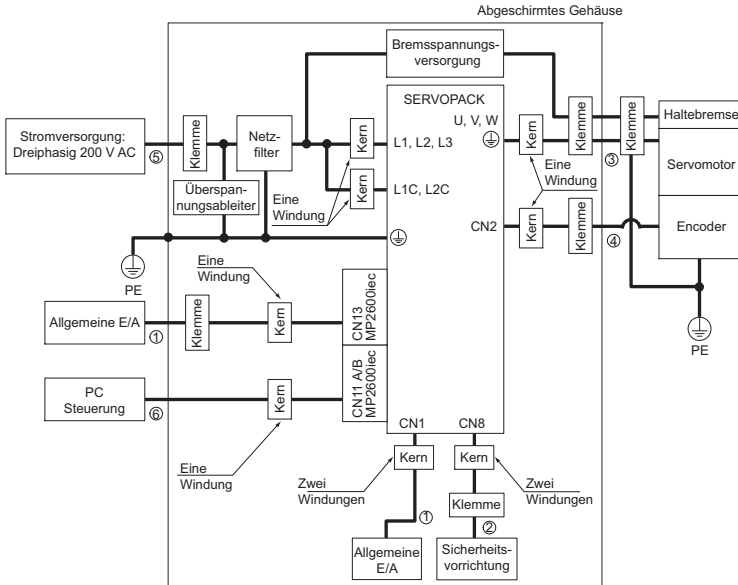 Abgeschirmtes Gehäuse
Bremsspannungs-
versorgung
SERVOPACK
U, V, W
Stromversorgung:
Dreiphasig 200 V AC
⑤
Klemme
Netz-
filter
Kern
L1, L2, L3
Kern
Klemme
Klemme
Haltebremse
③
Servomotor
Überspan-
nungsableiter
Eine
Windung
Kern
L1C, L2C
Eine
Windung
CN2
Kern
Klemme
④
Encoder
PE
Eine
Windung
PE
Allgemeine E/A
①
Klemme
Kern
CN13
MP2600iec
PC
Steuerung
⑥
Kern
CN11 A/B
MP2600iec
Eine
Windung
CN1
CN8
Kern
Kern
Zwei
Windungen
Zwei
Windungen
Klemme
①
②
Allgemeine
E/A
Sicherheits-
vorrichtung